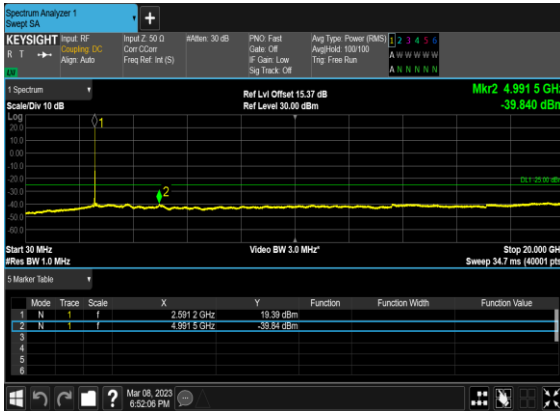 Spectrum Analyzer 1
Swept SA
+
KEYSIGHT
R T
LXI
Input: RF
Coupling: DC
Align: Auto
Input Z: 50 Ω
Corr CCorr
Freq Ref: Int (S)
#Atten: 30 dB
PNO: Fast
Gate: Off
IF Gain: Low
Sig Track: Off
Avg Type: Power (RMS)
Avg|Hold: 100/100
Trig: Free Run
1 2 3 4 5 6
A W W W W W
A N N N N N
1 Spectrum
Scale/Div 10 dB
Ref Lvl Offset 15.37 dB
Ref Level 30.00 dBm
Mkr2 4.991 5 GHz
-39.840 dBm
Log
20.0
10.0
0.00
-10.0
-20.0
-30.0
-40.0
-50.0
-60.0
1
2
DL1 -25.00 dBm
Start 30 MHz
#Res BW 1.0 MHz
Video BW 3.0 MHz*
Stop 20.000 GHz
Sweep 34.7 ms (40001 pts)
5 Marker Table
Mode Trace Scale X Y Function Function Width Function Value
1 N 1 f 2.591 2 GHz 19.39 dBm
2 N 1 f 4.991 5 GHz -39.84 dBm
3
4
5
6
?
Mar 08, 2023
6:52:06 PM